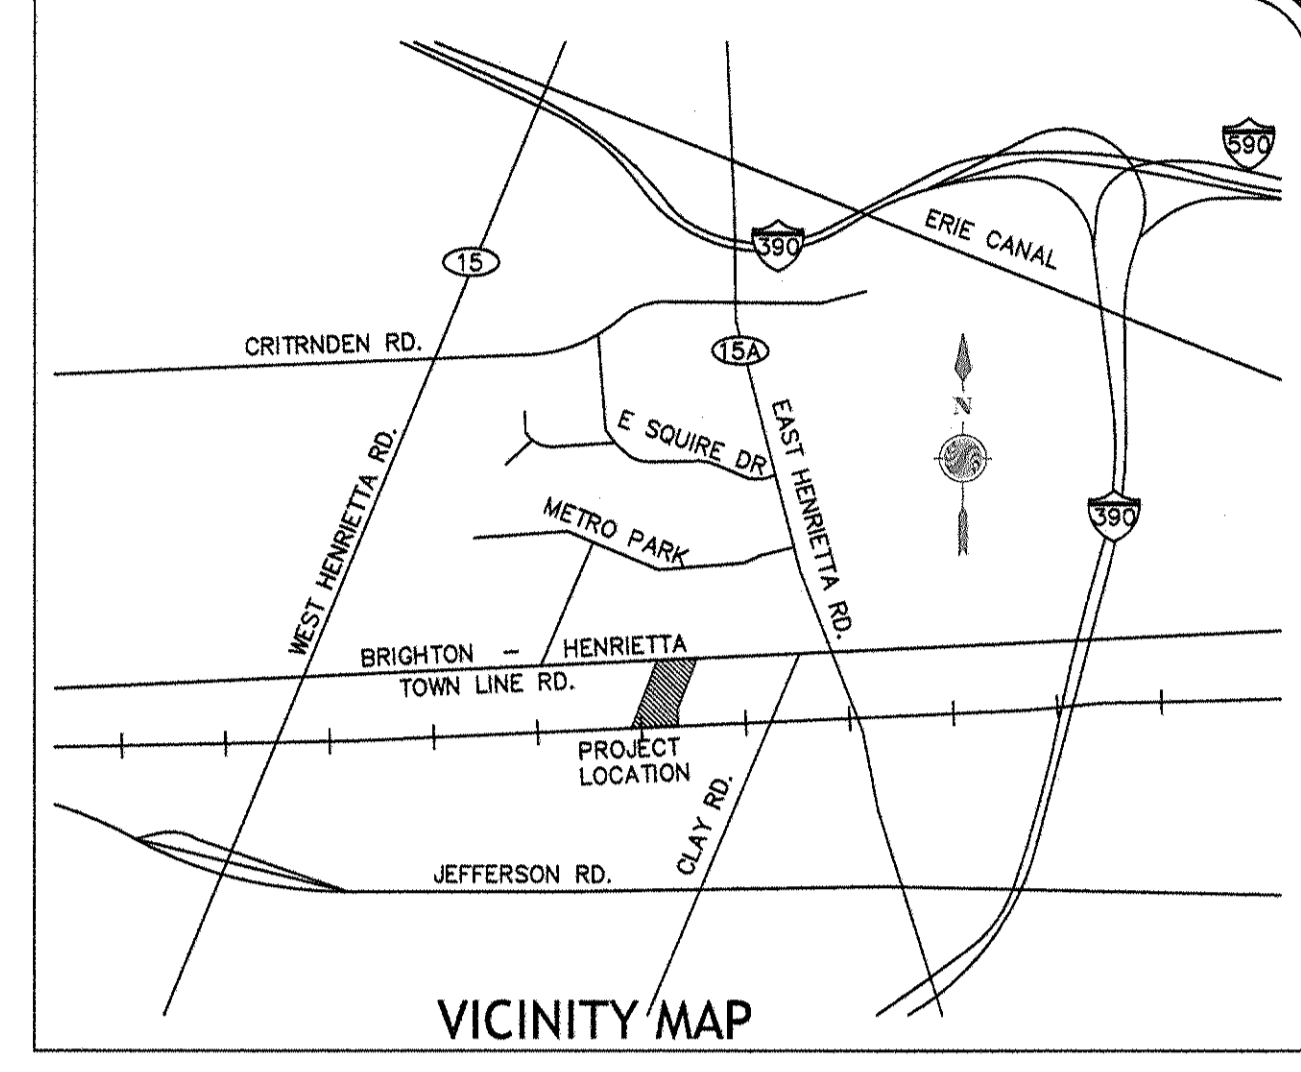 590
ERIE CANAL
390
15
CRITRNDEN RD.
15A
E SQUIRE DR
EAST HENRIETTA RD.
N
WEST HENRIETTA RD.
METRO PARK
390
BRIGHTON - HENRIETTA
TOWN LINE RD.
PROJECT
LOCATION
CLAY RD.
JEFFERSON RD.
VICINITY MAP